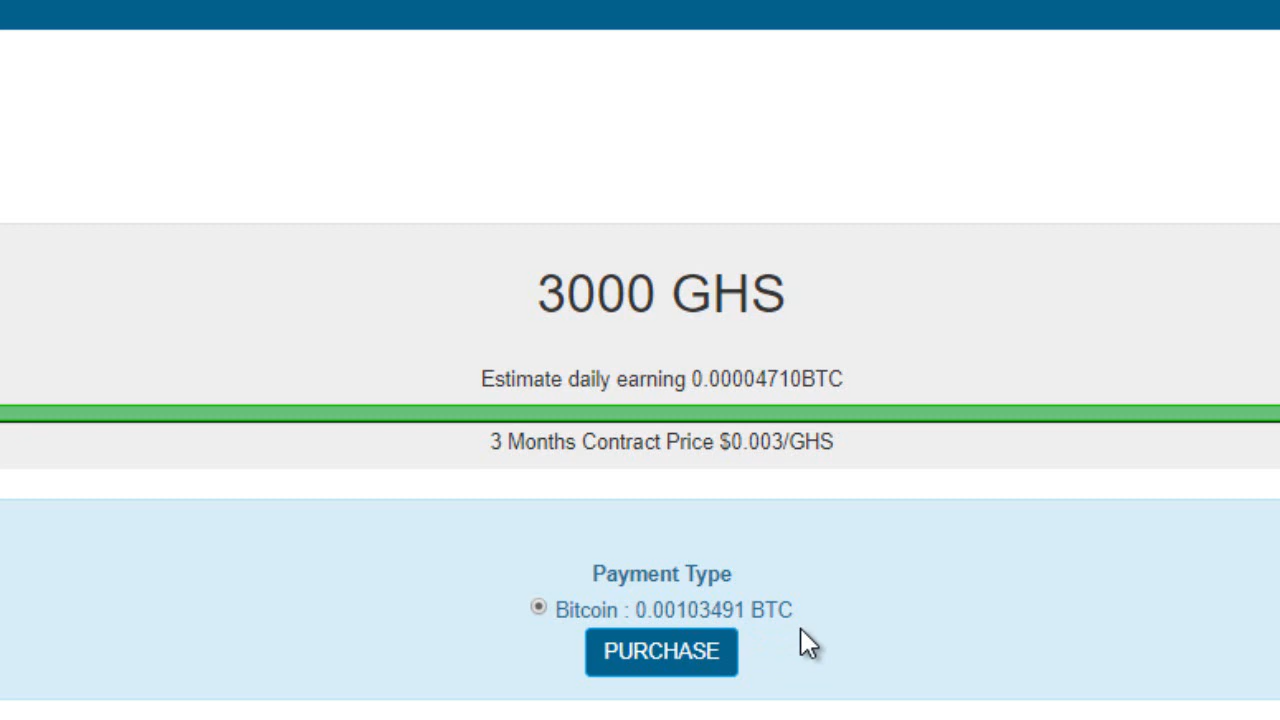 3000 GHS
Estimate daily earning 0.00004710BTC
3 Months Contract Price $0.003/GHS
Payment Type
Bitcoin : 0.00103491 BTC
PURCHASE